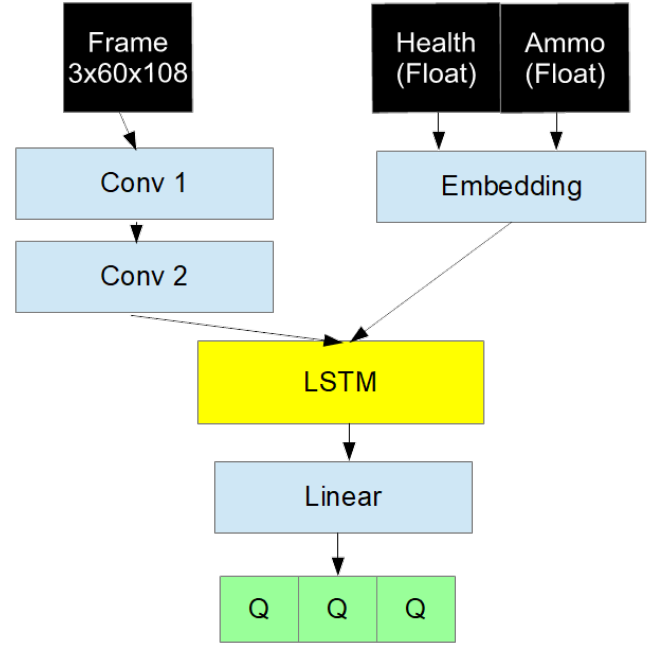 Frame
3x60x108
Health
(Float)
Ammo
(Float)
Conv 1
Embedding
Conv 2
LSTM
Linear
Q Q Q